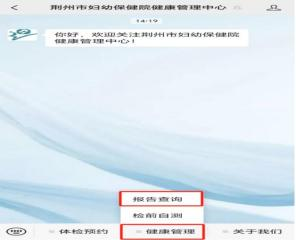 荆州市妇幼保健院健康管理中心
14:19
你好，欢迎关注荆州市妇幼保健院
健康管理中心！
报告查询
检前自测
体检预约
健康管理
关于我们